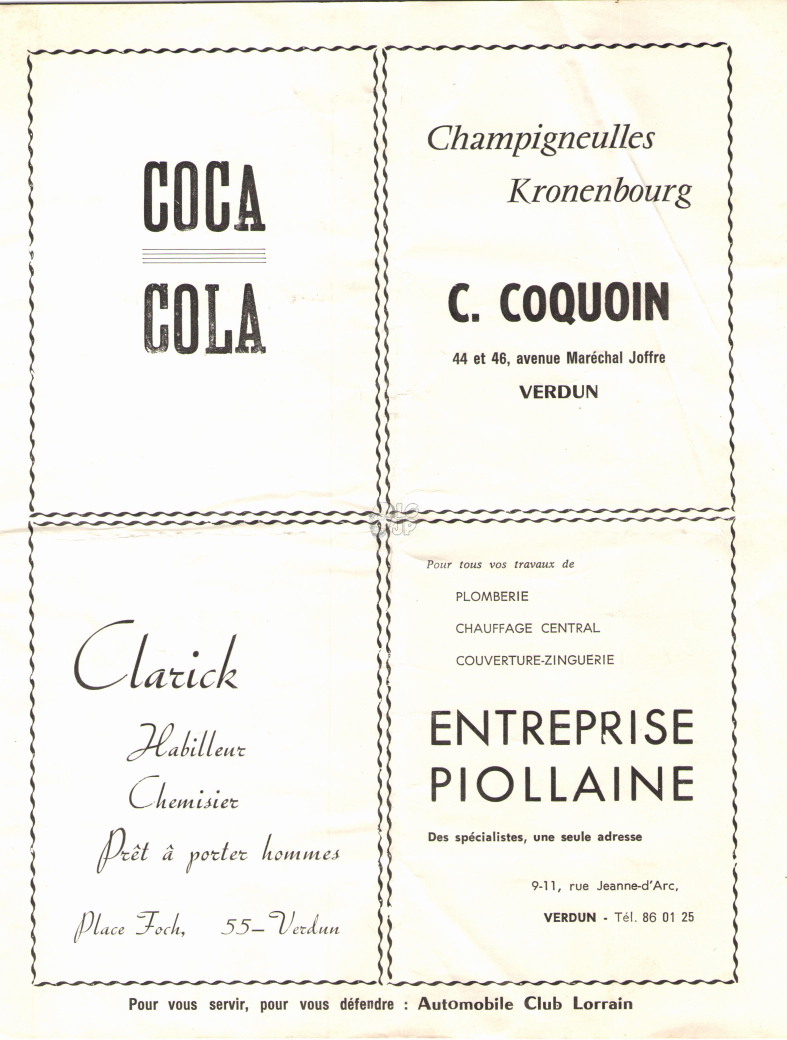 COCA
COLA
Champigneulles
Kronenbourg
C. COQUOIN
44 et 46, avenue Maréchal Joffre
VERDUN
Clarick
Habilleur
Chemisier
Prêt à porter hommes
Place Foch, 55-Verdun
Pour tous vos travaux de
PLOMBERIE
CHAUFFAGE CENTRAL
COUVERTURE-ZINGUERIE
ENTREPRISE
PIOLLAINE
Des spécialistes, une seule adresse
9-11, rue Jeanne-d'Arc,
VERDUN - Tél. 86 01 25
Pour vous servir, pour vous défendre : Automobile Club Lorrain